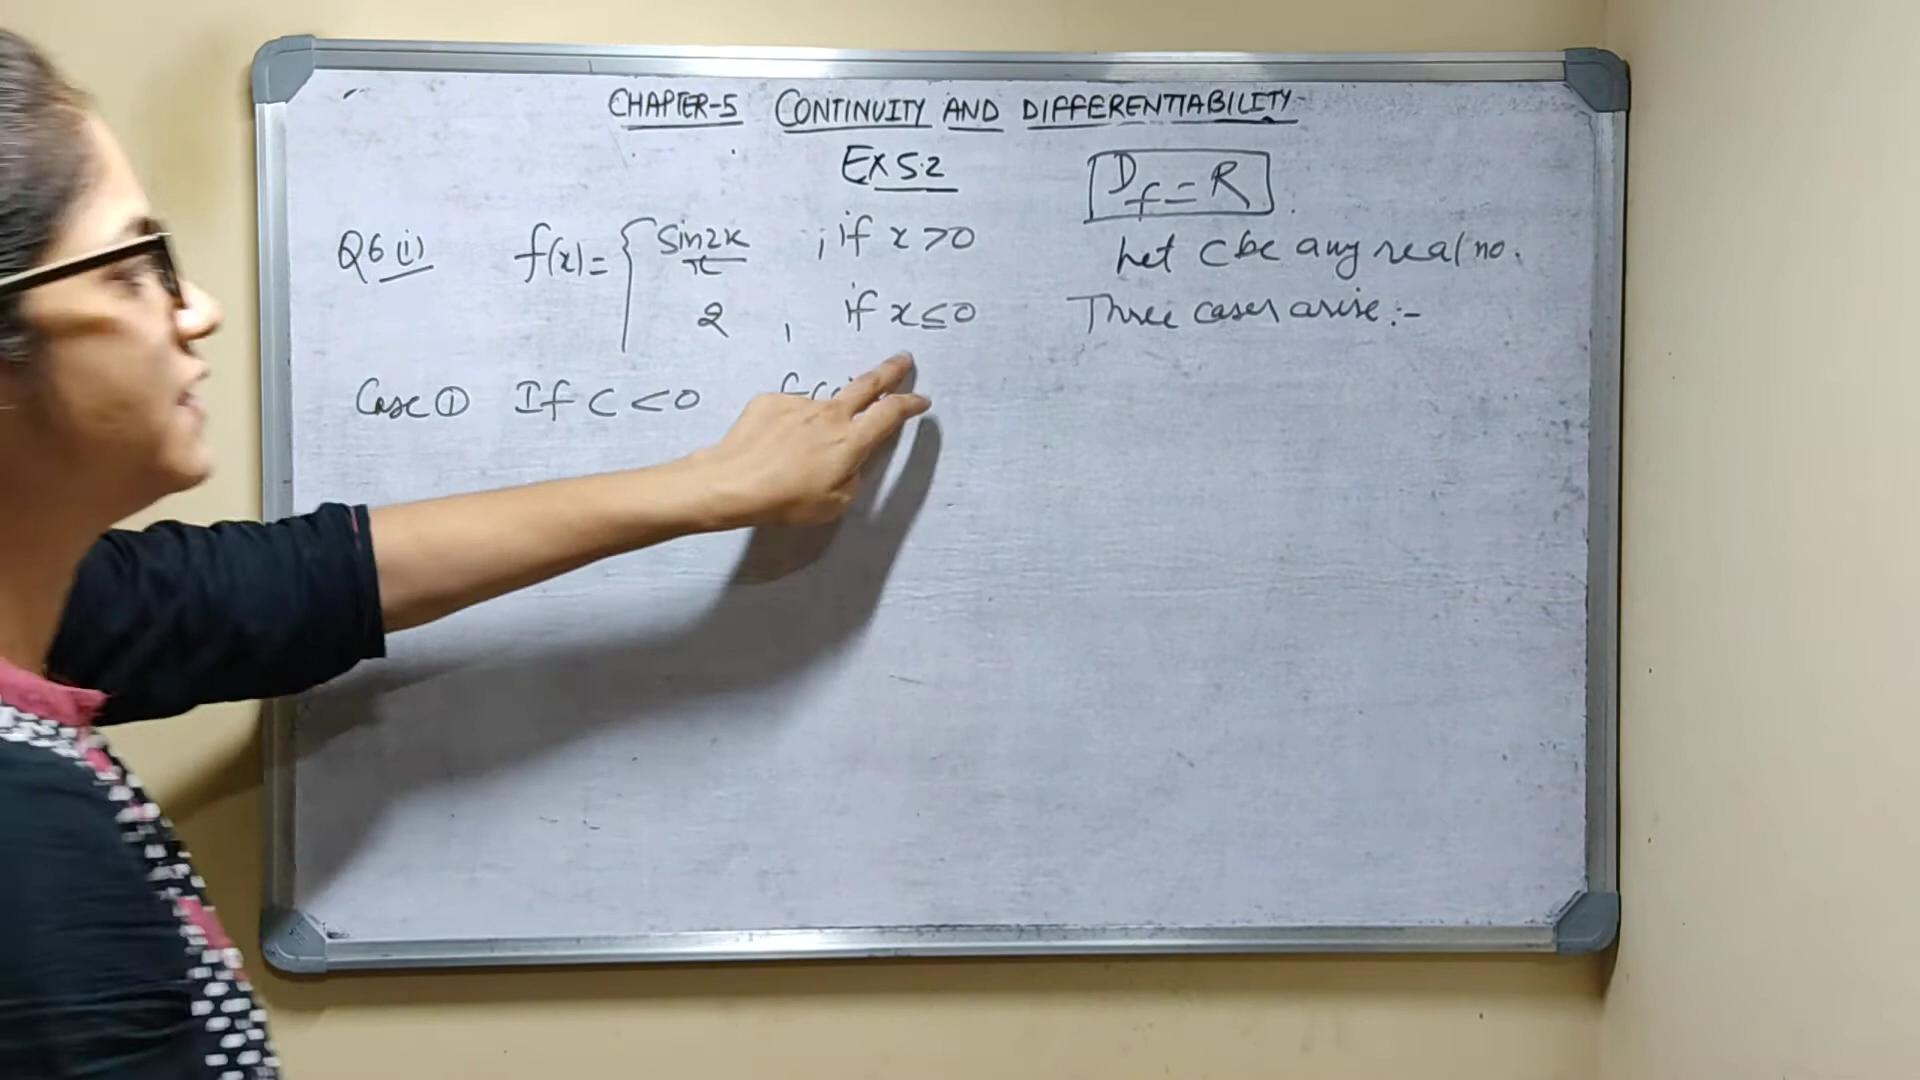 CHAPTER-5 CONTINUITY AND DIFFERENTIABILITY
EX 5.2
D_f = R
Q6 (i) f(x) = { sin2x/x ; if x > 0
2 , if x ≤ 0
Let c be any real no.
Three cases arise :-
Case ① If c < 0 f(c)